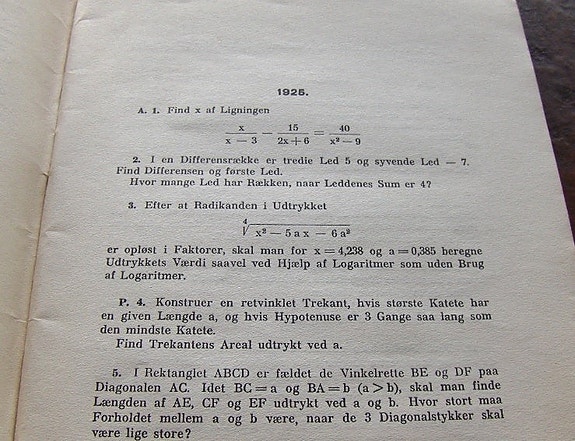 1925.
A. 1. Find x af Ligningen
x/(x — 3) — 15/(2x+6) = 40/(x² — 9)
2. I en Differensrække er tredie Led 5 og syvende Led — 7.
Find Differensen og første Led.
Hvor mange Led har Rækken, naar Leddenes Sum er 4?
3. Efter at Radikanden i Udtrykket
∜(x² — 5 a x — 6 a²)
er opløst i Faktorer, skal man for x = 4,238 og a = 0,385 beregne
Udtrykkets Værdi saavel ved Hjælp af Logaritmer som uden Brug
af Logaritmer.
P. 4. Konstruer en retvinklet Trekant, hvis største Katete har
en given Længde a, og hvis Hypotenuse er 3 Gange saa lang som
den mindste Katete.
Find Trekantens Areal udtrykt ved a.
5. I Rektanglet ABCD er fældet de Vinkelrette BE og DF paa
Diagonalen AC. Idet BC = a og BA = b (a > b), skal man finde
Længden af AE, CF og EF udtrykt ved a og b. Hvor stort maa
Forholdet mellem a og b være, naar de 3 Diagonalstykker skal
være lige store?